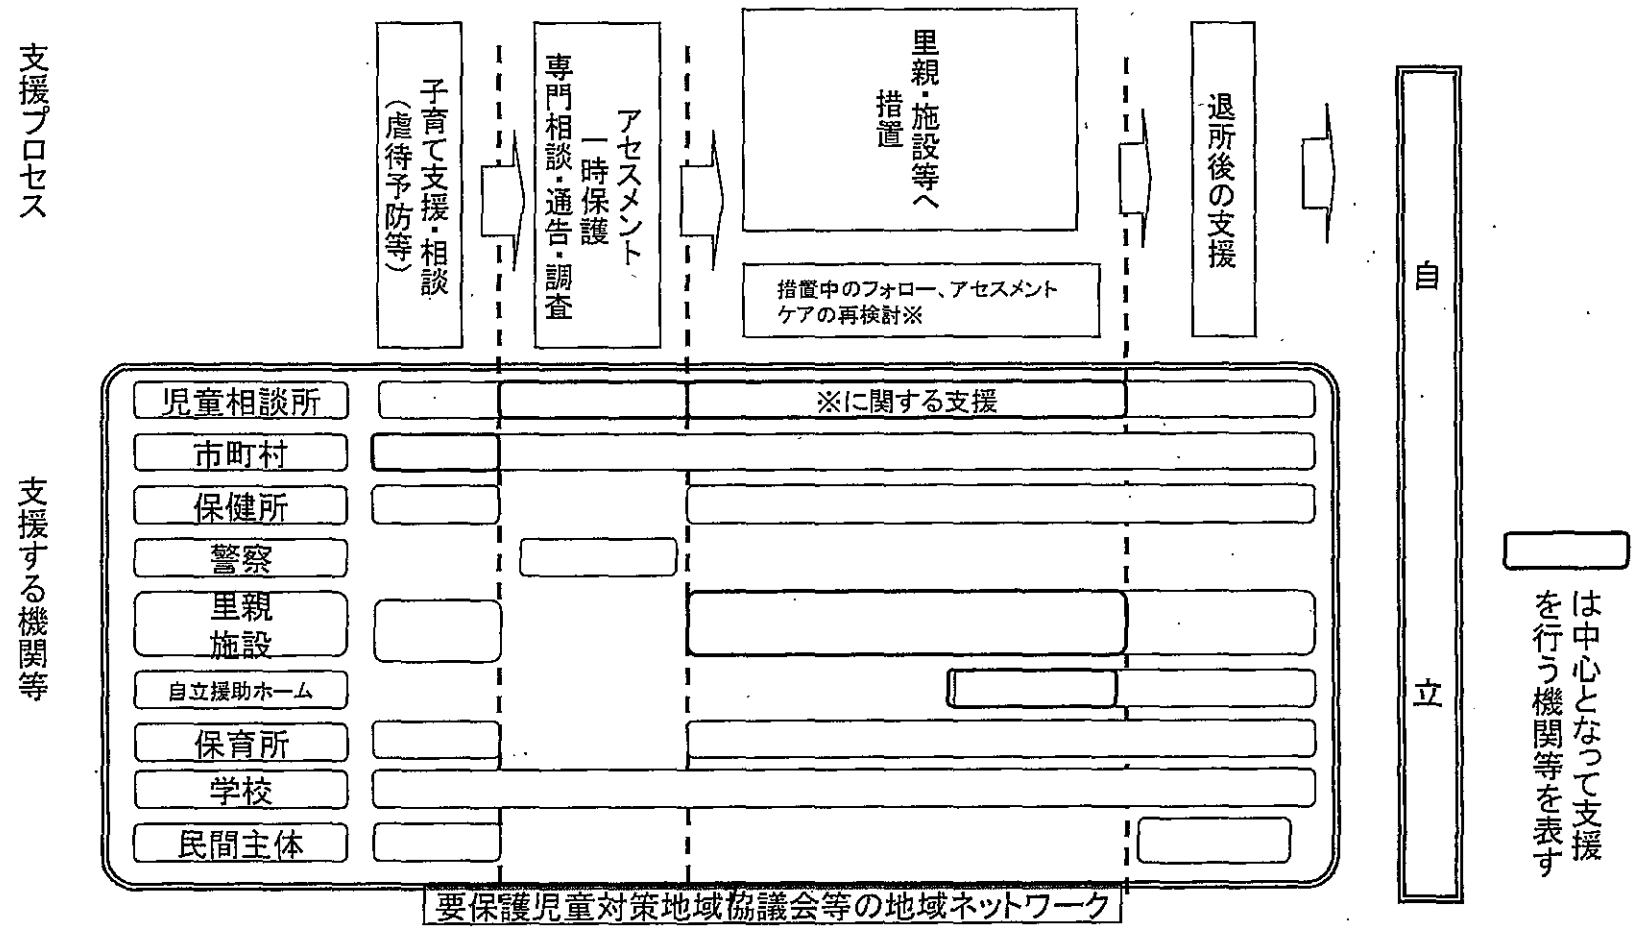 支援プロセス
子育て支援・相談
（虐待予防等）
アセスメント
一時保護
専門相談・通告・調査
里親・施設等へ
措置
措置中のフォロー、アセスメント
ケアの再検討※
退所後の支援
自立
支援する機関等
児童相談所
※に関する支援
市町村
保健所
警察
里親
施設
自立援助ホーム
保育所
学校
民間主体
要保護児童対策地域協議会等の地域ネットワーク
は中心となって支援
を行う機関等を表す